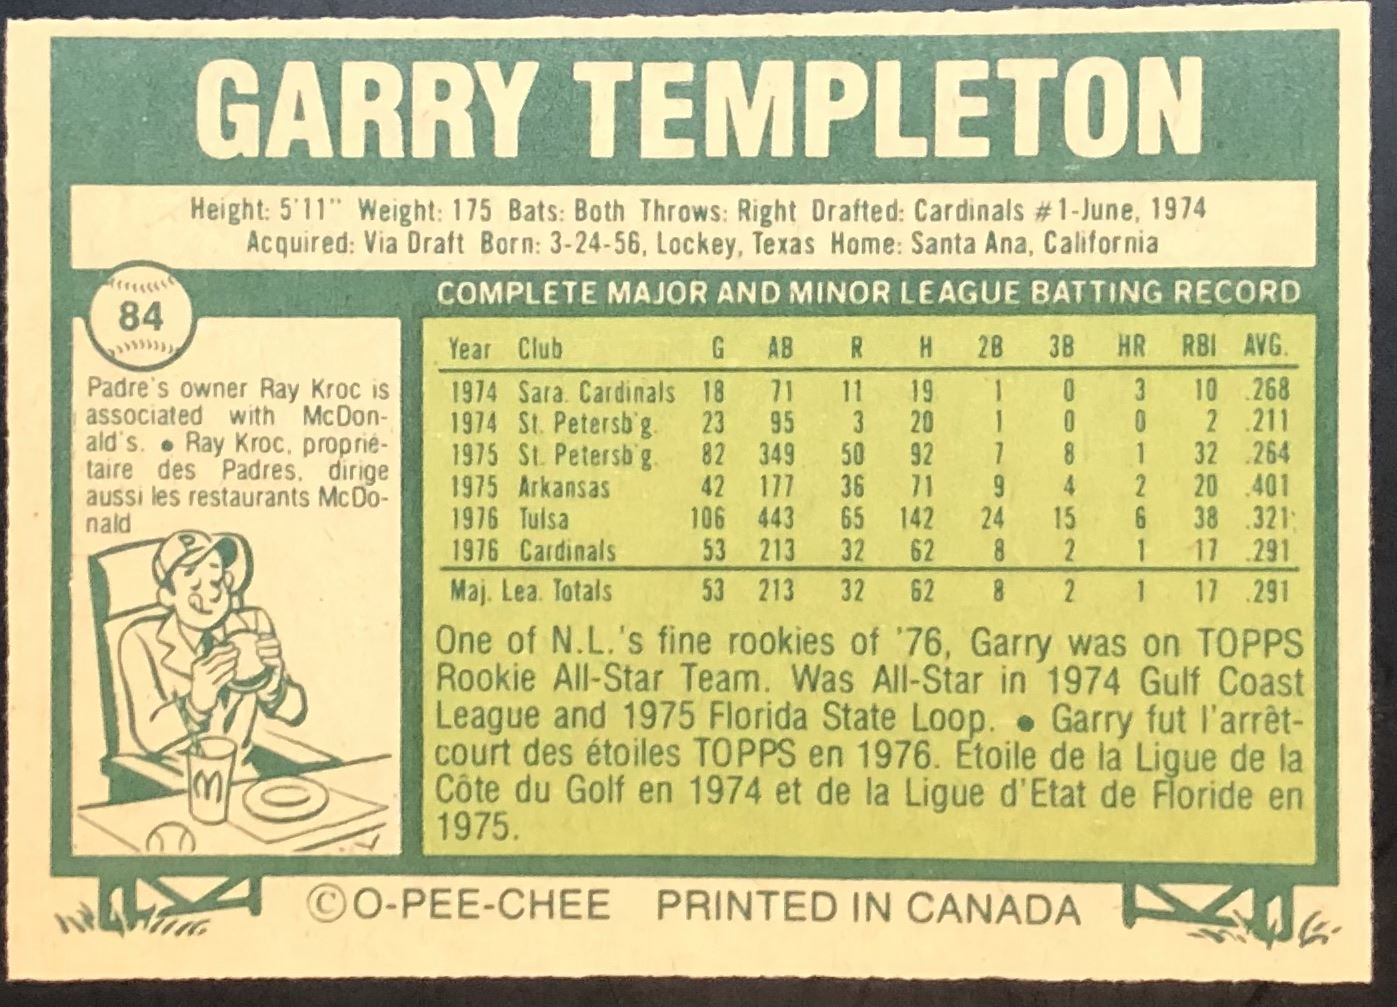 GARRY TEMPLETON
Height: 5'11" Weight: 175 Bats: Both Throws: Right Drafted: Cardinals #1-June, 1974
Acquired: Via Draft Born: 3-24-56, Lockey, Texas Home: Santa Ana, California
84
Padre's owner Ray Kroc is
associated with McDon-
ald's. ● Ray Kroc, proprié-
taire des Padres, dirige
aussi les restaurants McDo-
nald
P
M
COMPLETE MAJOR AND MINOR LEAGUE BATTING RECORD
Year Club G AB R H 2B 3B HR RBI AVG.
1974 Sara. Cardinals 18 71 11 19 1 0 3 10 .268
1974 St. Petersb'g. 23 95 3 20 1 0 0 2 .211
1975 St. Petersb'g. 82 349 50 92 7 8 1 32 .264
1975 Arkansas 42 177 36 71 9 4 2 20 .401
1976 Tulsa 106 443 65 142 24 15 6 38 .321
1976 Cardinals 53 213 32 62 8 2 1 17 .291
Maj. Lea. Totals 53 213 32 62 8 2 1 17 .291
One of N.L.'s fine rookies of '76, Garry was on TOPPS
Rookie All-Star Team. Was All-Star in 1974 Gulf Coast
League and 1975 Florida State Loop. ● Garry fut l'arrêt-
court des étoiles TOPPS en 1976. Etoile de la Ligue de la
Côte du Golf en 1974 et de la Ligue d'Etat de Floride en
1975.
©O-PEE-CHEE PRINTED IN CANADA